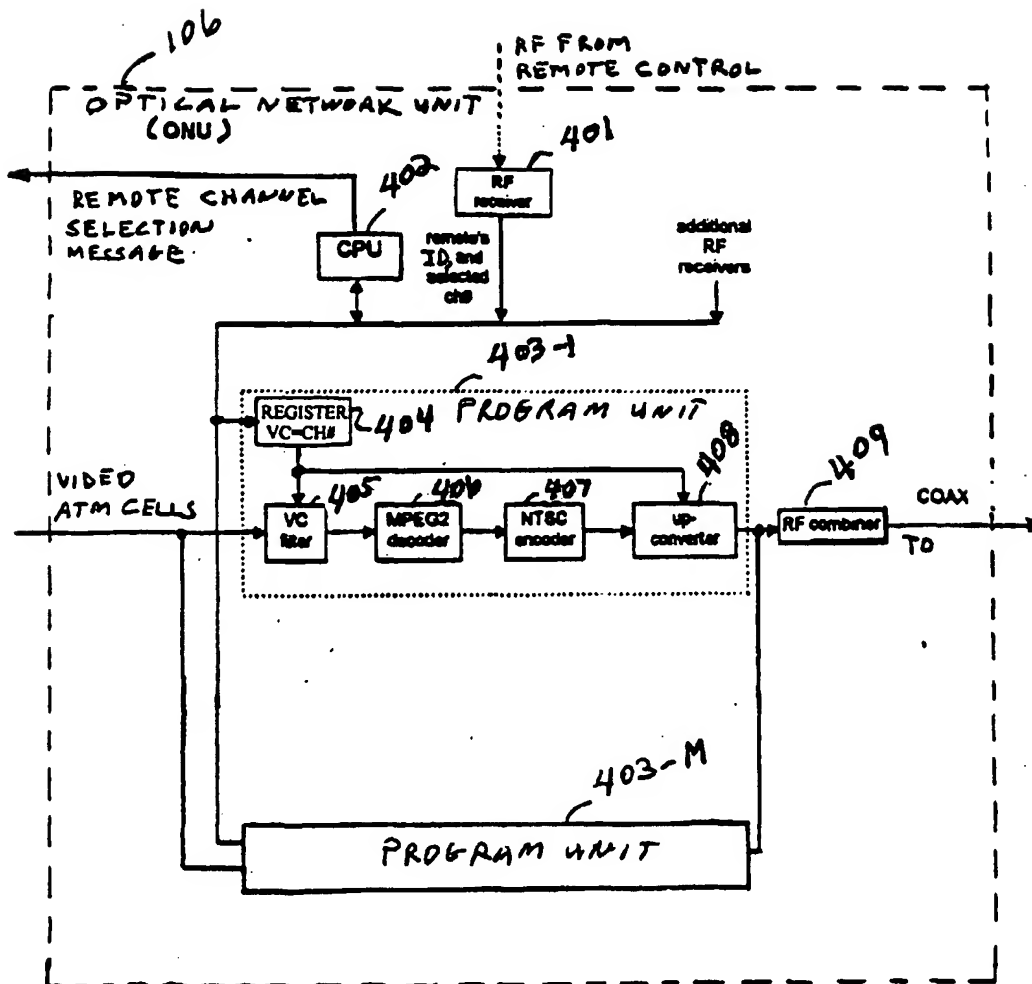 106
RF FROM
REMOTE CONTROL
OPTICAL NETWORK UNIT
(ONU)
401
402
RF
receiver
REMOTE CHANNEL
SELECTION
MESSAGE
CPU
remote's
ID, and
selected
ch#
additional
RF
receivers
403-1
REGISTER
VC=CH#
404
PROGRAM UNIT
408
409
VIDEO
ATM CELLS
405
406
407
VC
filter
MPEG2
decoder
NTSC
encoder
up-
converter
RF combiner
COAX
TO
403-M
PROGRAM UNIT